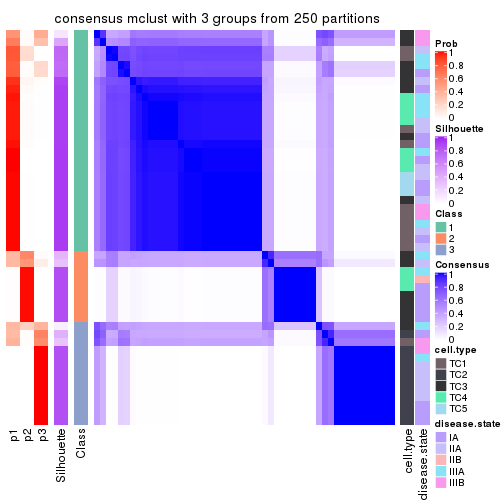 consensus mclust with 3 groups from 250 partitions
Prob
1
0.8
0.6
0.4
0.2
0
Silhouette
1
0.8
0.6
0.4
0.2
0
Class
1
2
3
Consensus
1
0.8
0.6
0.4
0.2
0
cell.type
TC1
TC2
TC3
TC4
TC5
disease.state
IA
IIA
IIB
IIIA
IIIB
p1
p2
p3
Silhouette
Class
cell.type
disease.state